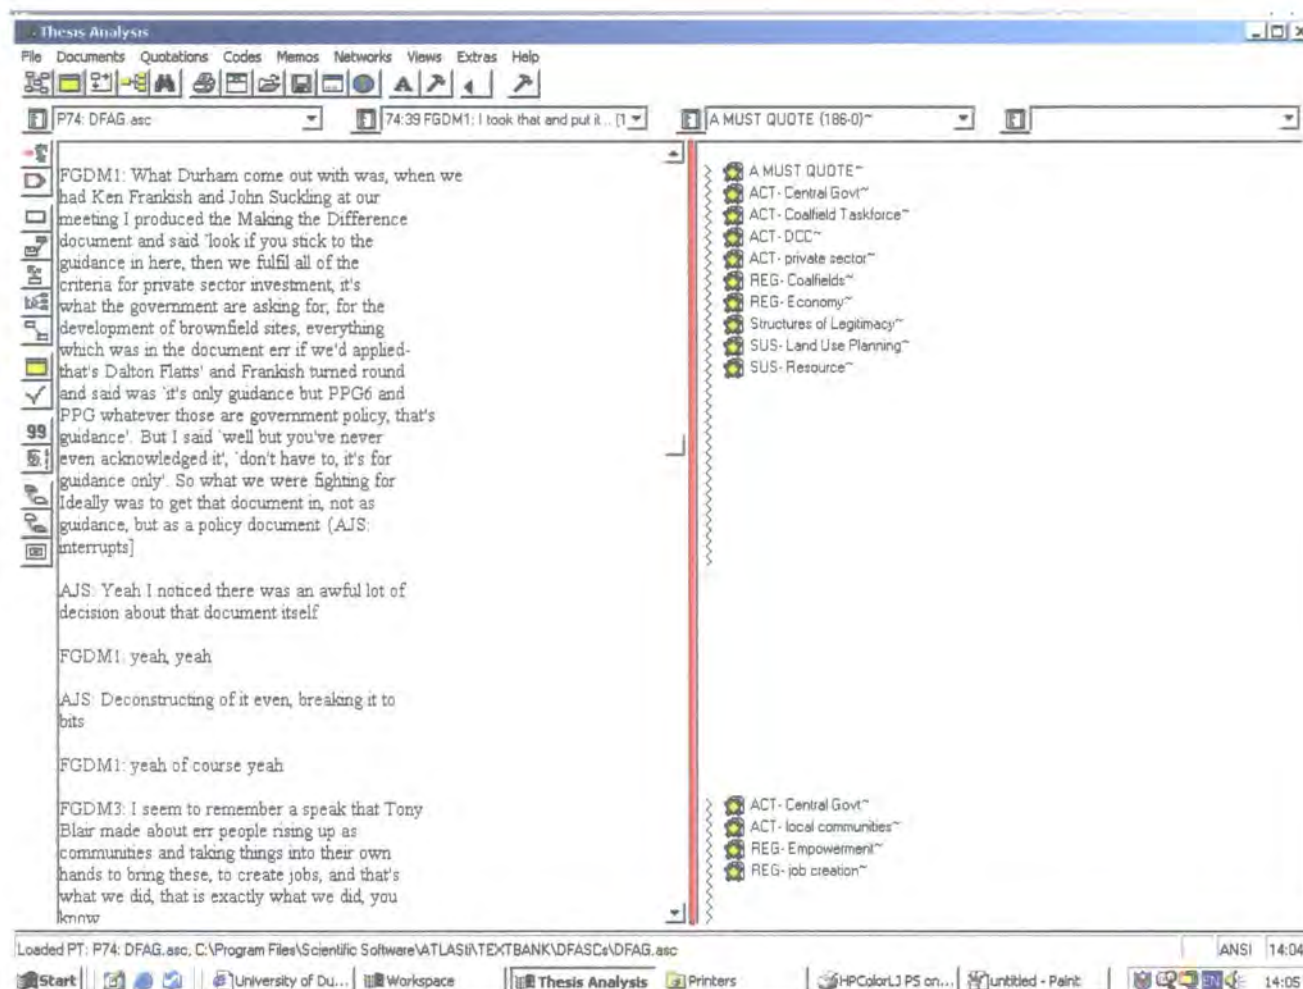 Thesis Analysis
File Documents Quotations Codes Memos Networks Views Extras Help
P74: DFAG.asc
74:39 FGDM1: I took that and put it... [1
A MUST QUOTE (186-0)~
FGDM1: What Durham come out with was, when we
had Ken Frankish and John Suckling at our
meeting I produced the Making the Difference
document and said 'look if you stick to the
guidance in here, then we fulfil all of the
criteria for private sector investment, it's
what the government are asking for, for the
development of brownfield sites, everything
which was in the document err if we'd applied-
that's Dalton Flatts' and Frankish turned round
and said was 'it's only guidance but PPG6 and
PPG whatever those are government policy, that's
guidance'. But I said 'well but you've never
even acknowledged it', 'don't have to, it's for
guidance only'. So what we were fighting for
Ideally was to get that document in, not as
guidance, but as a policy document (AJS:
interrupts]
AJS: Yeah I noticed there was an awful lot of
decision about that document itself
FGDM1: yeah, yeah
AJS: Deconstructing of it even, breaking it to
bits
FGDM1: yeah of course yeah
FGDM3: I seem to remember a speak that Tony
Blair made about err people rising up as
communities and taking things into their own
hands to bring these, to create jobs, and that's
what we did, that is exactly what we did, you
know
A MUST QUOTE~
ACT- Central Govt~
ACT- Coalfield Taskforce~
ACT- DCC~
ACT- private sector~
REG- Coalfields~
REG- Economy~
Structures of Legitimacy~
SUS- Land Use Planning~
SUS- Resource~
ACT- Central Govt~
ACT- local communities~
REG- Empowerment~
REG- job creation~
99
Loaded PT: P74: DFAG.asc, C:\Program Files\Scientific Software\ATLASti\TEXTBANK\DFASCs\DFAG.asc
ANSI 14:04
Start University of Du... Workspace Thesis Analysis Printers HPColorLJ PS on... untitled - Paint EN 14:05